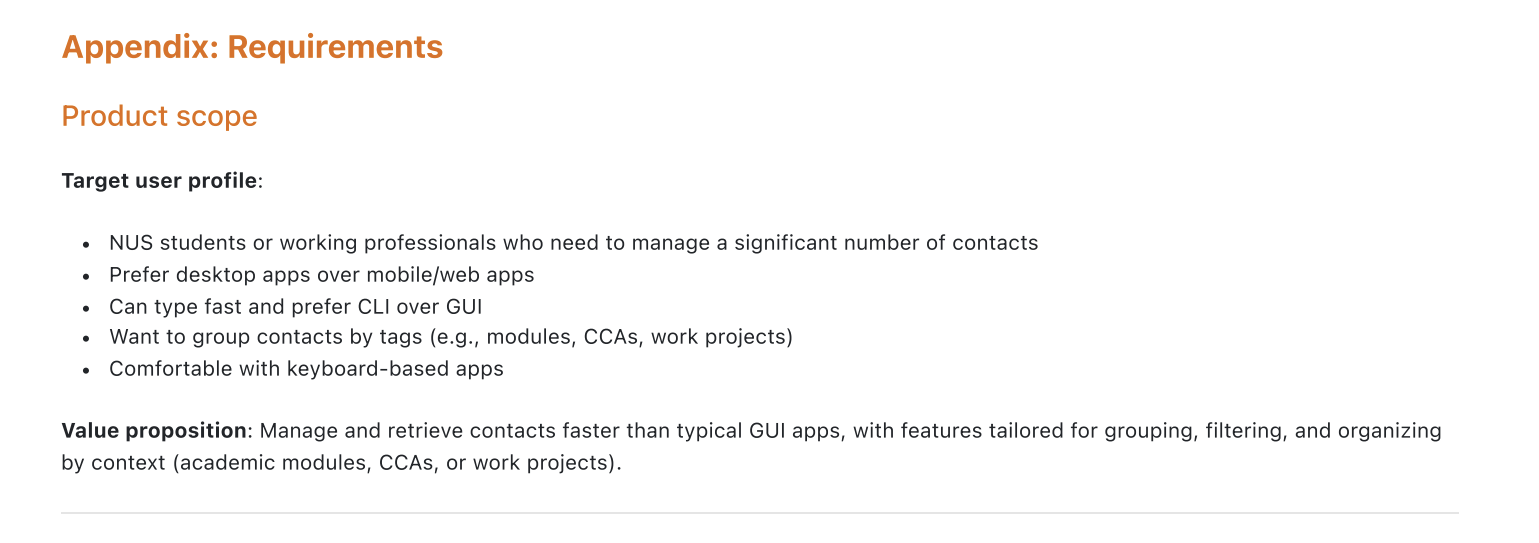 Appendix: Requirements
Product scope
Target user profile:
• NUS students or working professionals who need to manage a significant number of contacts
• Prefer desktop apps over mobile/web apps
• Can type fast and prefer CLI over GUI
• Want to group contacts by tags (e.g., modules, CCAs, work projects)
• Comfortable with keyboard-based apps
Value proposition: Manage and retrieve contacts faster than typical GUI apps, with features tailored for grouping, filtering, and organizing
by context (academic modules, CCAs, or work projects).